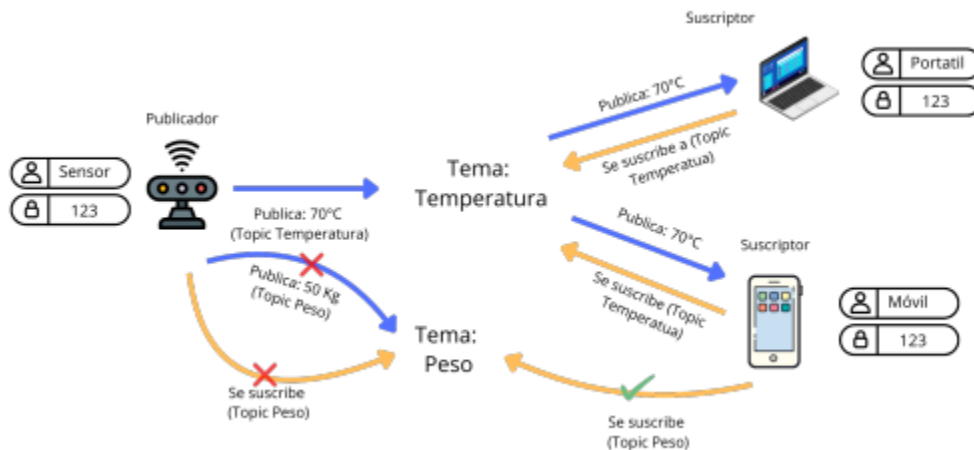 Suscriptor
Portatil
123
Publica: 70°C
Se suscribe a (Topic
Temperatua)
Publicador
Sensor
123
Tema:
Temperatura
Publica: 70°C
(Topic Temperatura)
Publica: 50 Kg
(Topic Peso)
Publica: 70°C
Se suscribe (Topic
Temperatua)
Suscriptor
Móvil
123
Tema:
Peso
Se suscribe
(Topic Peso)
Se suscribe
(Topic Peso)